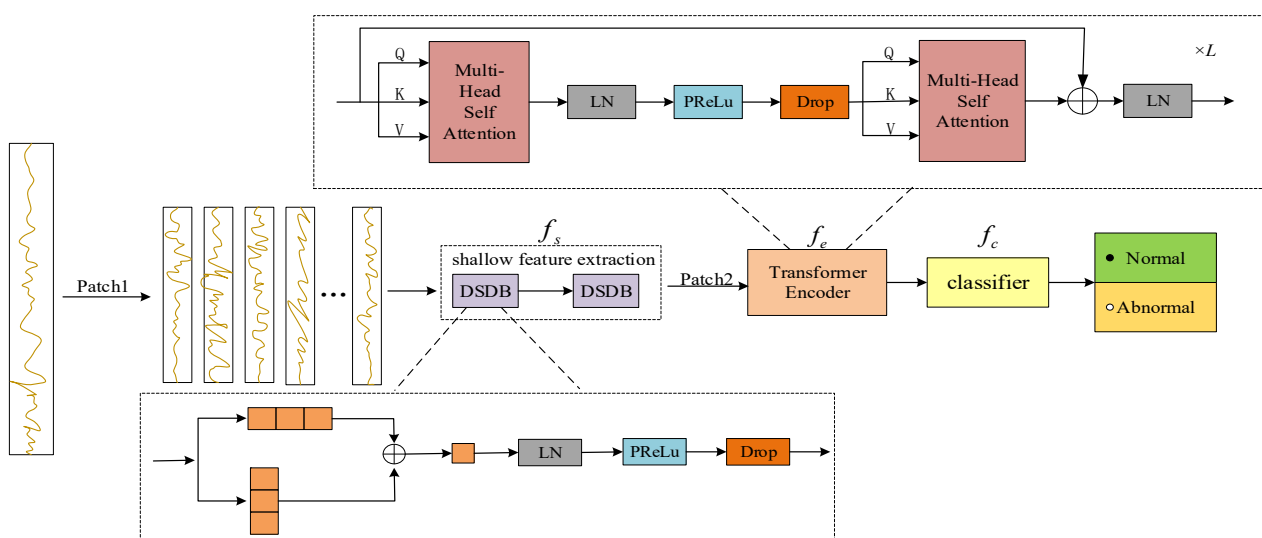 ×L
Q
K
V
Multi-
Head
Self
Attention
LN
PReLu
Drop
Q
K
V
Multi-Head
Self
Attention
LN
Patch1
...
f_s
shallow feature extraction
DSDB
DSDB
Patch2
f_e
Transformer
Encoder
f_c
classifier
Normal
Abnormal
LN
PReLu
Drop